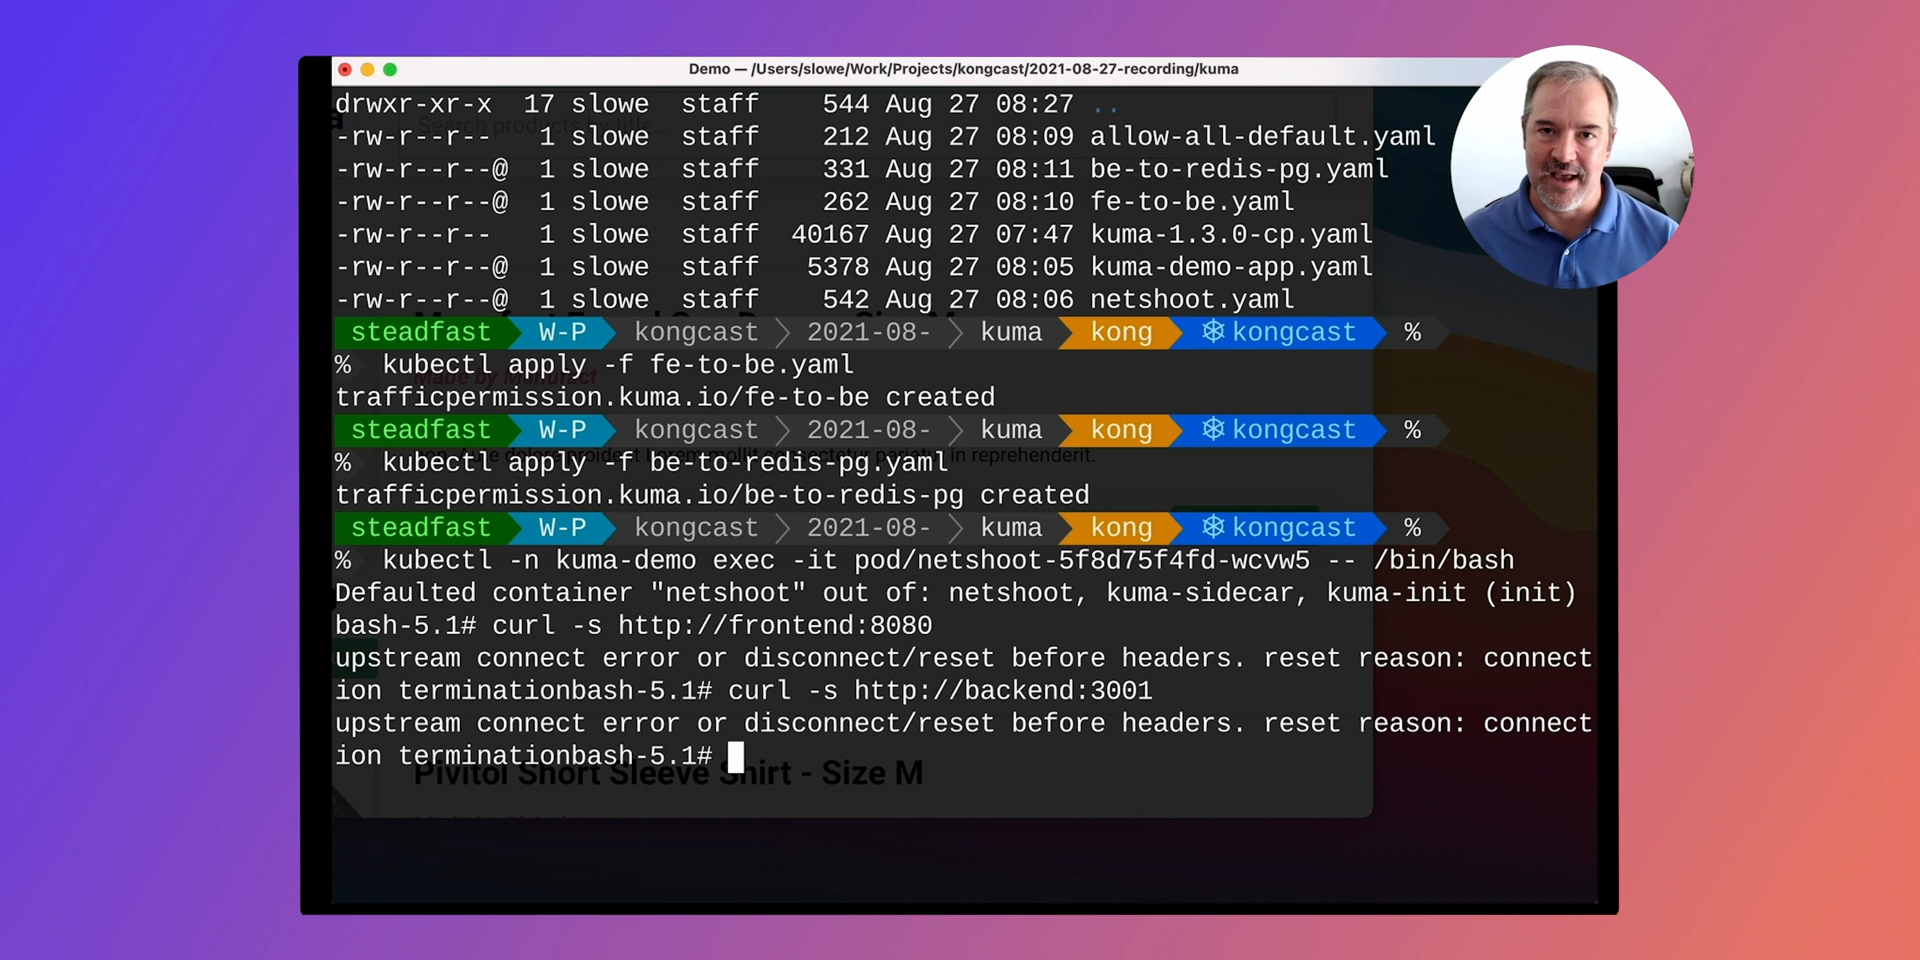 Demo — /Users/slowe/Work/Projects/kongcast/2021-08-27-recording/kuma
drwxr-xr-x 17 slowe staff 544 Aug 27 08:27 ..
Search products by title...
-rw-r--r-- 1 slowe staff 212 Aug 27 08:09 allow-all-default.yaml
-rw-r--r--@ 1 slowe staff 331 Aug 27 08:11 be-to-redis-pg.yaml
-rw-r--r--@ 1 slowe staff 262 Aug 27 08:10 fe-to-be.yaml
-rw-r--r-- 1 slowe staff 40167 Aug 27 07:47 kuma-1.3.0-cp.yaml
-rw-r--r--@ 1 slowe staff 5378 Aug 27 08:05 kuma-demo-app.yaml
-rw-r--r--@ 1 slowe staff 542 Aug 27 08:06 netshoot.yaml
steadfast W-P kongcast 2021-08- kuma kong ⎈ kongcast %
% kubectl apply -f fe-to-be.yaml
Made by
trafficpermission.kuma.io/fe-to-be created
steadfast W-P kongcast 2021-08- kuma kong ⎈ kongcast %
% kubectl apply -f be-to-redis-pg.yaml
mollit consectetur pariatur in reprehenderit.
trafficpermission.kuma.io/be-to-redis-pg created
steadfast W-P kongcast 2021-08- kuma kong ⎈ kongcast %
% kubectl -n kuma-demo exec -it pod/netshoot-5f8d75f4fd-wcvw5 -- /bin/bash
Defaulted container "netshoot" out of: netshoot, kuma-sidecar, kuma-init (init)
bash-5.1# curl -s http://frontend:8080
upstream connect error or disconnect/reset before headers. reset reason: connect
ion terminationbash-5.1# curl -s http://backend:3001
upstream connect error or disconnect/reset before headers. reset reason: connect
ion terminationbash-5.1#
Pivitol Short Sleeve Shirt - Size M